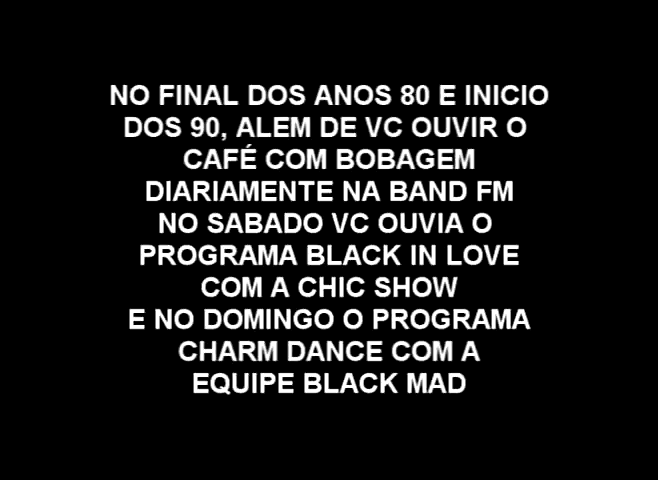 NO FINAL DOS ANOS 80 E INICIO
DOS 90, ALEM DE VC OUVIR O
CAFÉ COM BOBAGEM
DIARIAMENTE NA BAND FM
NO SABADO VC OUVIA O
PROGRAMA BLACK IN LOVE
COM A CHIC SHOW
E NO DOMINGO O PROGRAMA
CHARM DANCE COM A
EQUIPE BLACK MAD